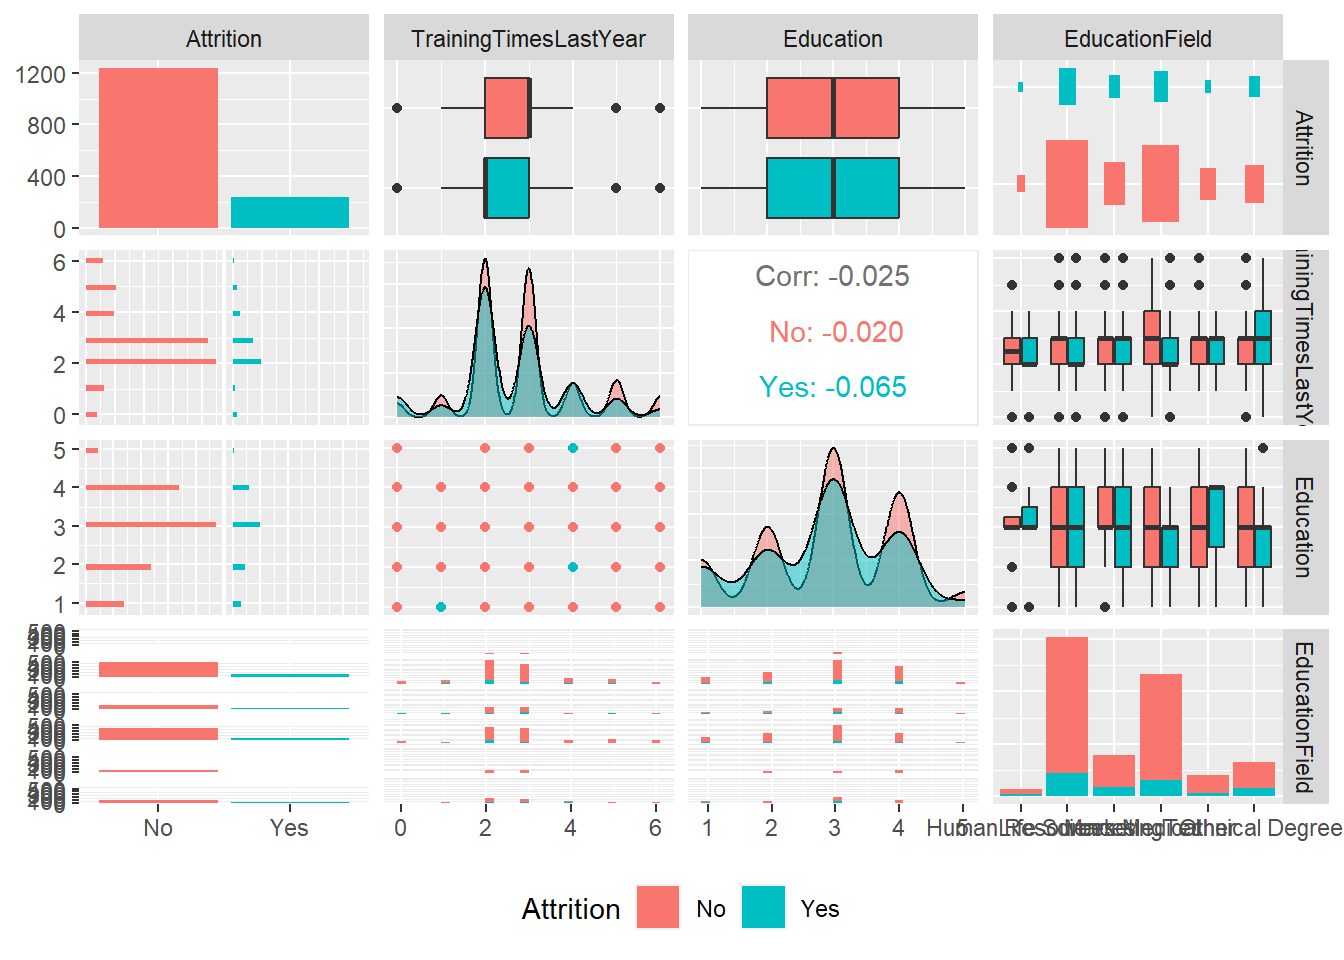 Attrition
TrainingTimesLastYear
Education
EducationField
1200
800
400
0
Attrition
6
4
2
0
Corr: -0.025
No: -0.020
Yes: -0.065
iningTimesLastY
5
4
3
2
1
Education
EducationField
No
Yes
0
2
4
6
1
2
3
4
5
Technical Degree
Attrition
No
Yes